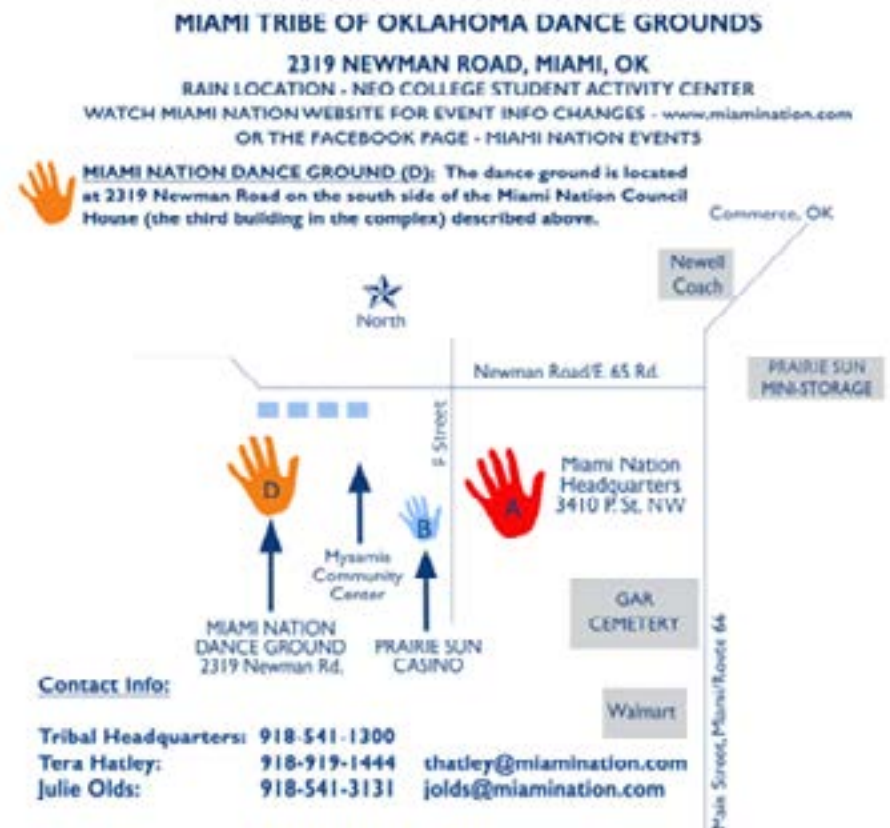 MIAMI TRIBE OF OKLAHOMA DANCE GROUNDS
2319 NEWMAN ROAD, MIAMI, OK
RAIN LOCATION - NEO COLLEGE STUDENT ACTIVITY CENTER
WATCH MIAMI NATION WEBSITE FOR EVENT INFO CHANGES - www.miamination.com
OR THE FACEBOOK PAGE - MIAMI NATION EVENTS
MIAMI NATION DANCE GROUND (D): The dance ground is located
at 2319 Newman Road on the south side of the Miami Nation Council
House (the third building in the complex) described above.
Commerce, OK
Newell
Coach
North
Newman Road/E. 65 Rd.
PRAIRIE SUN
MINI-STORAGE
F Street
D
B
A
Miami Nation
Headquarters
3410 P. St. NW
Community
Center
MIAMI NATION
DANCE GROUND
2319 Newman Rd.
PRAIRIE SUN
CASINO
GAR
CEMETERY
Walmart
Main Street, Miami/Route 66
Contact Info:
Tribal Headquarters: 918-541-1300
Tera Hatley: 918-919-1444 thatley@miamination.com
Julie Olds: 918-541-3131 jolds@miamination.com